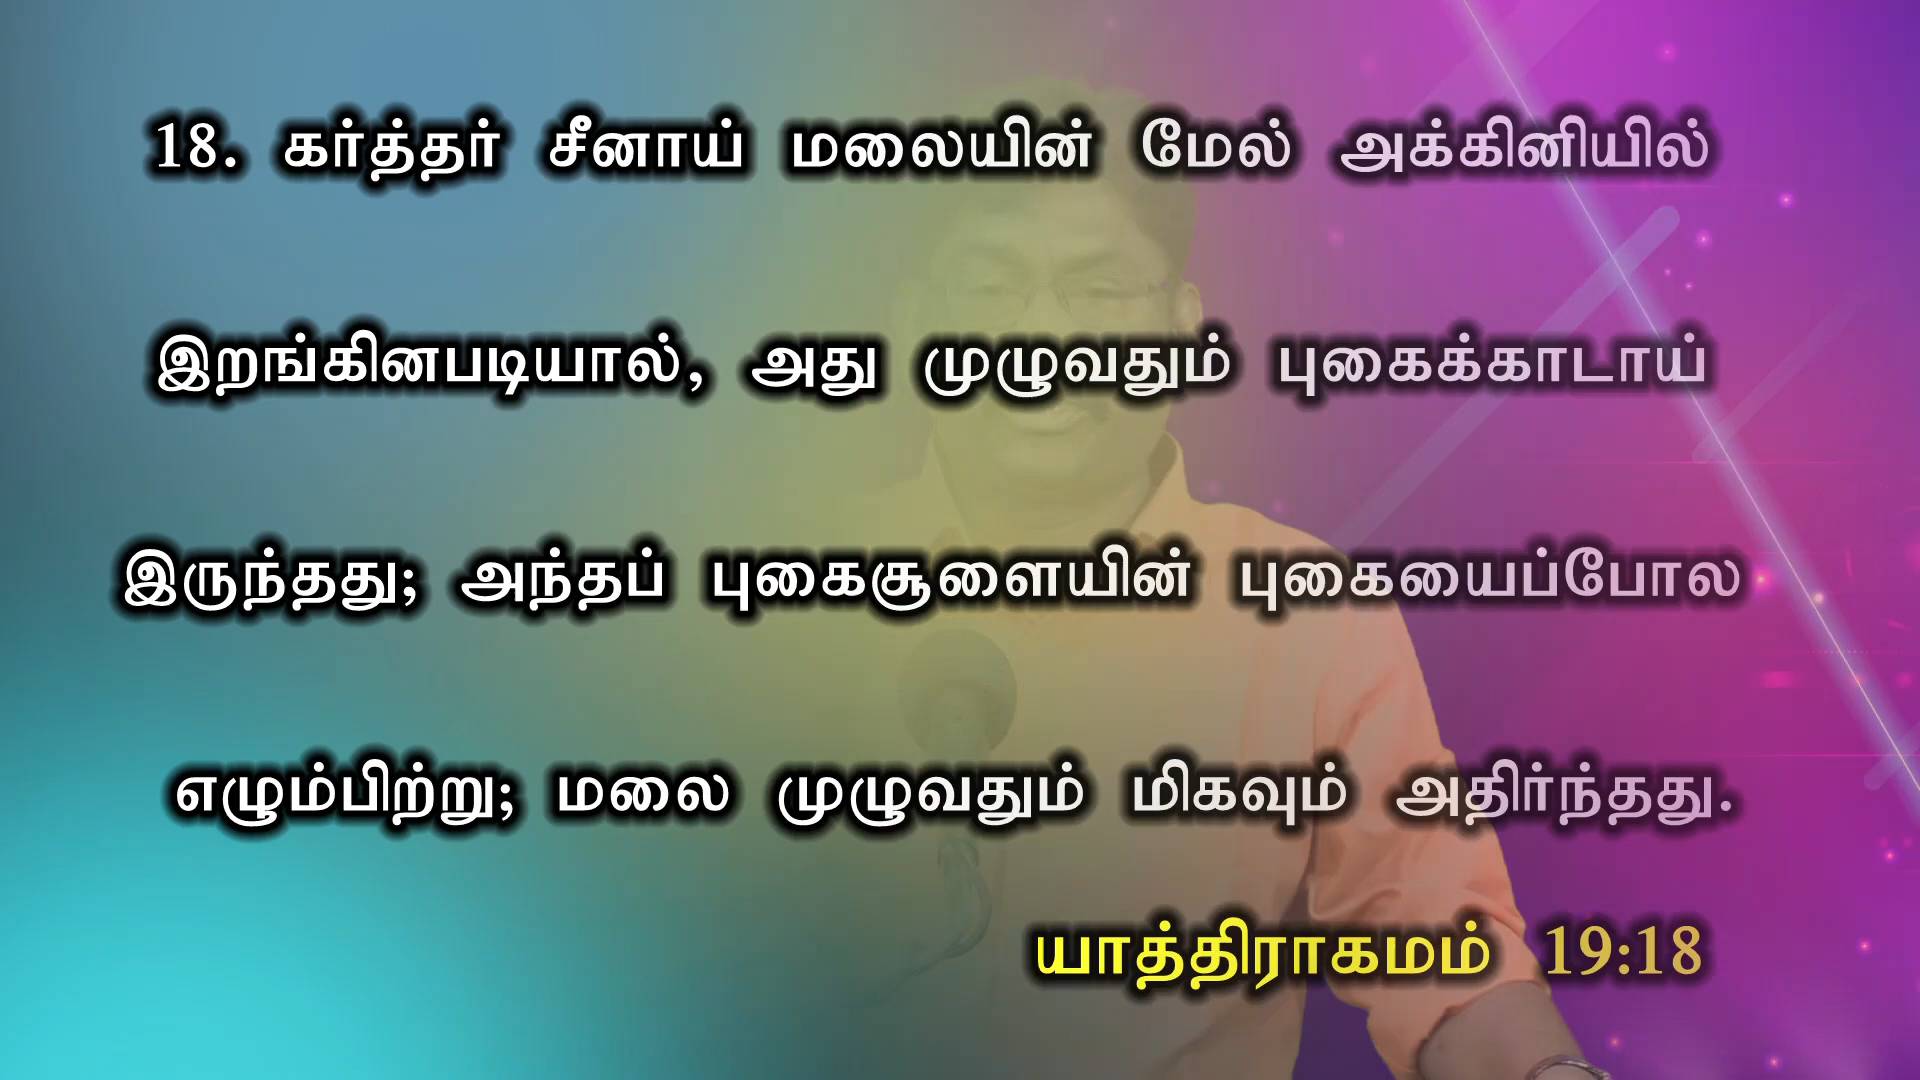 18. கர்த்தர் சீனாய் மலையின் மேல் அக்கினியில்
இறங்கினபடியால், அது முழுவதும் புகைக்காடாய்
இருந்தது; அந்தப் புகைசூளையின் புகையைப்போல
எழும்பிற்று; மலை முழுவதும் மிகவும் அதிர்ந்தது.
யாத்திராகமம் 19:18